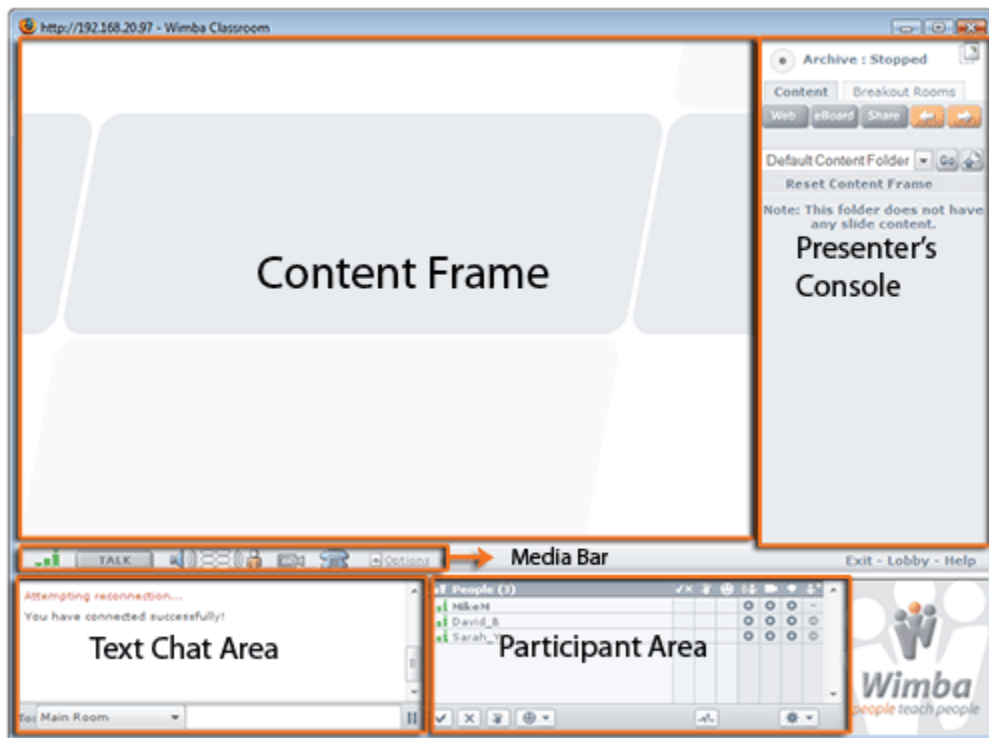 http://192.168.20.97 - Wimba Classroom
Archive : Stopped
Content Breakout Rooms
Web eBoard Share
Default Content Folder Go
Reset Content Frame
Note: This folder does not have
any slide content.
Presenter's
Console
Content Frame
TALK Options
Media Bar
Exit - Lobby - Help
Attempting reconnection...
You have connected successfully!
Text Chat Area
To: Main Room
People (3)
MikeM
David_B
Sarah_Y
Participant Area
Wimba
people teach people